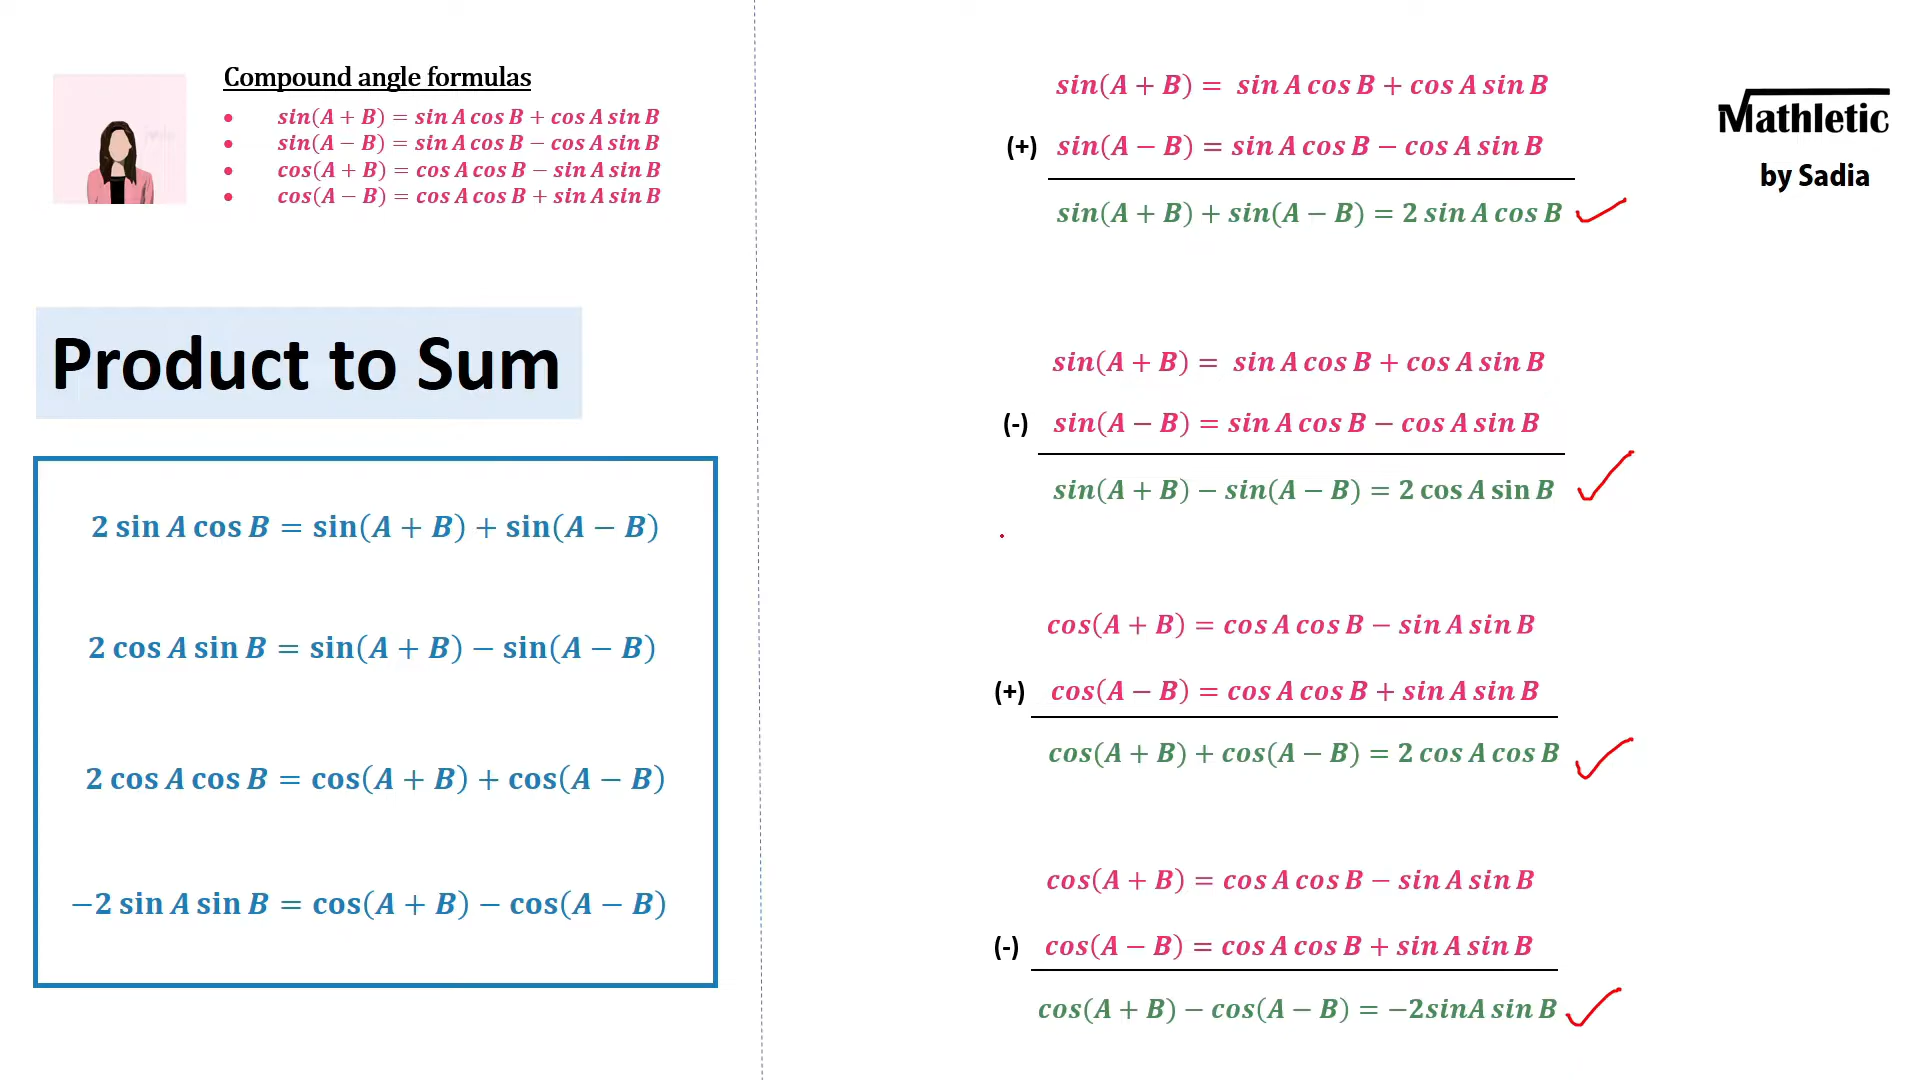 Compound angle formulas
• sin(A + B) = sin A cos B + cos A sin B
• sin(A − B) = sin A cos B − cos A sin B
• cos(A + B) = cos A cos B − sin A sin B
• cos(A − B) = cos A cos B + sin A sin B
Product to Sum
2 sin A cos B = sin(A + B) + sin(A − B)
2 cos A sin B = sin(A + B) − sin(A − B)
2 cos A cos B = cos(A + B) + cos(A − B)
−2 sin A sin B = cos(A + B) − cos(A − B)
sin(A + B) = sin A cos B + cos A sin B
(+) sin(A − B) = sin A cos B − cos A sin B
sin(A + B) + sin(A − B) = 2 sin A cos B
sin(A + B) = sin A cos B + cos A sin B
(-) sin(A − B) = sin A cos B − cos A sin B
sin(A + B) − sin(A − B) = 2 cos A sin B
cos(A + B) = cos A cos B − sin A sin B
(+) cos(A − B) = cos A cos B + sin A sin B
cos(A + B) + cos(A − B) = 2 cos A cos B
cos(A + B) = cos A cos B − sin A sin B
(-) cos(A − B) = cos A cos B + sin A sin B
cos(A + B) − cos(A − B) = −2sinA sin B
Mathletic
by Sadia